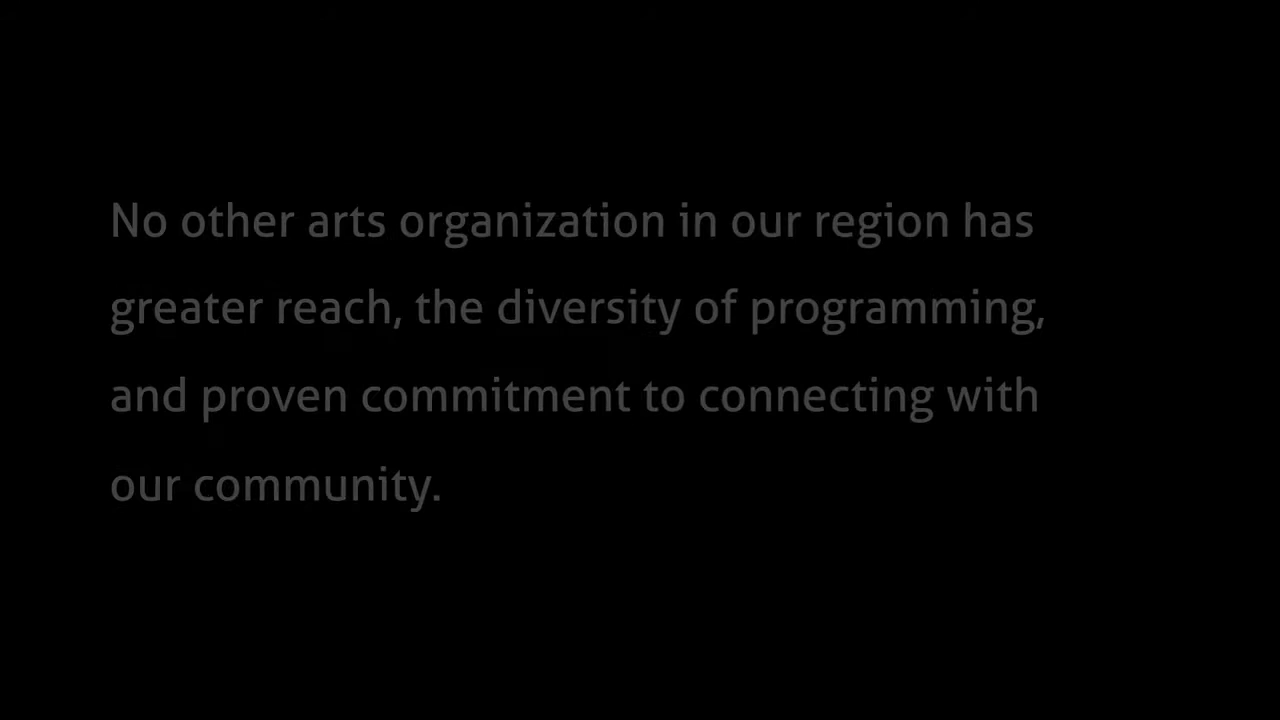 No other arts organization in our region has
greater reach, the diversity of programming,
and proven commitment to connecting with
our community.